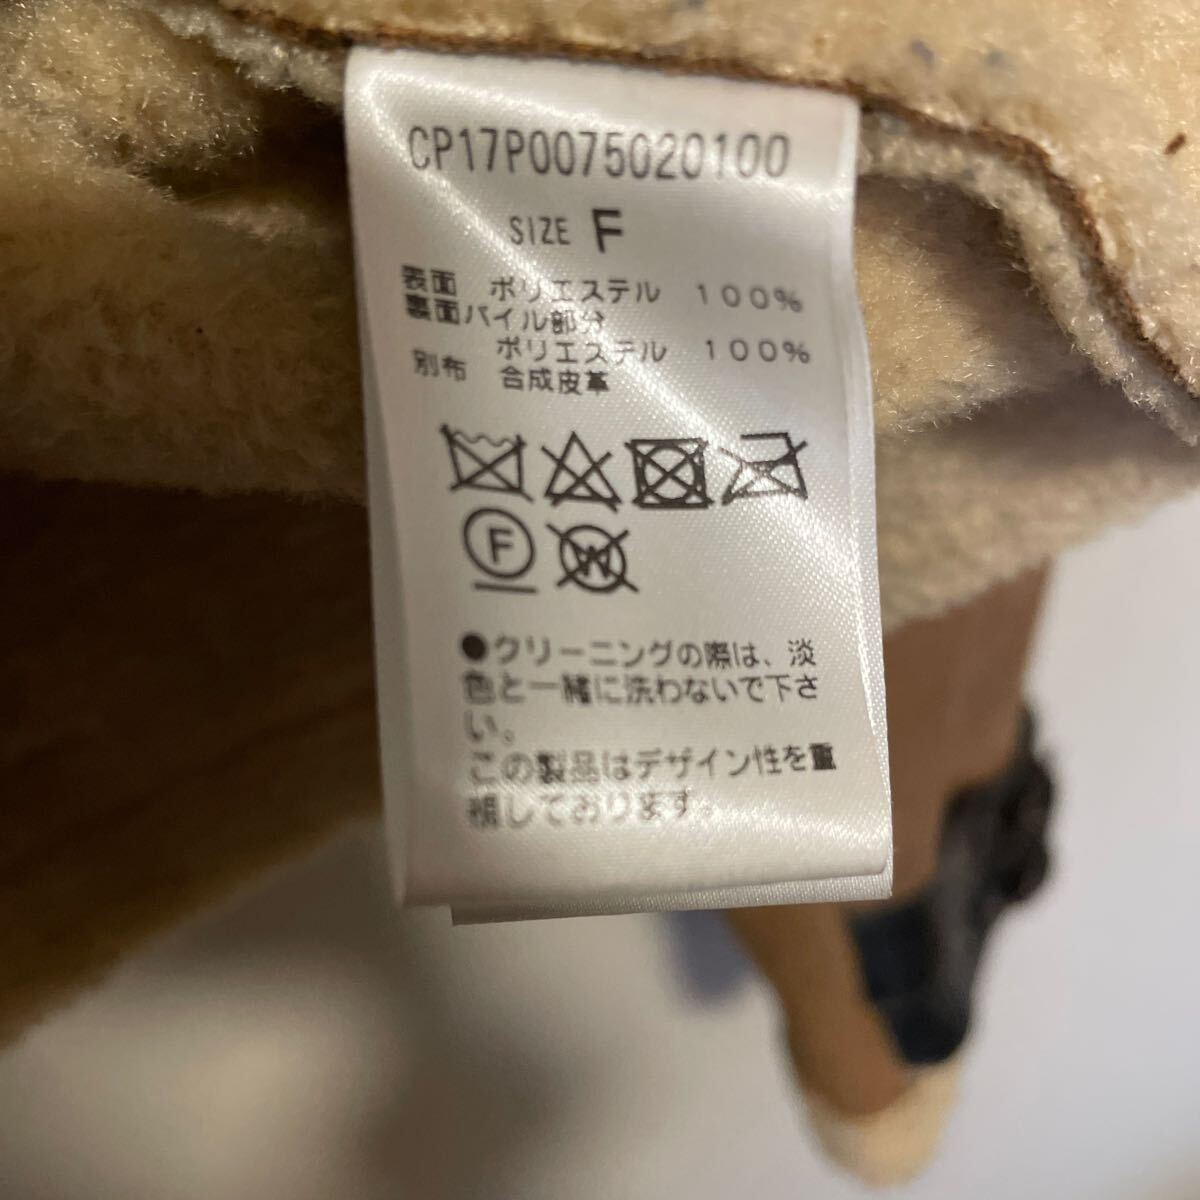 CP17P0075020100
SIZE F
表面 ポリエステル 100%
裏面パイル部分
ポリエステル 100%
別布 合成皮革
F W
●クリーニングの際は、淡
色と一緒に洗わないで下さ
い。
この製品はデザイン性を重
視しております。